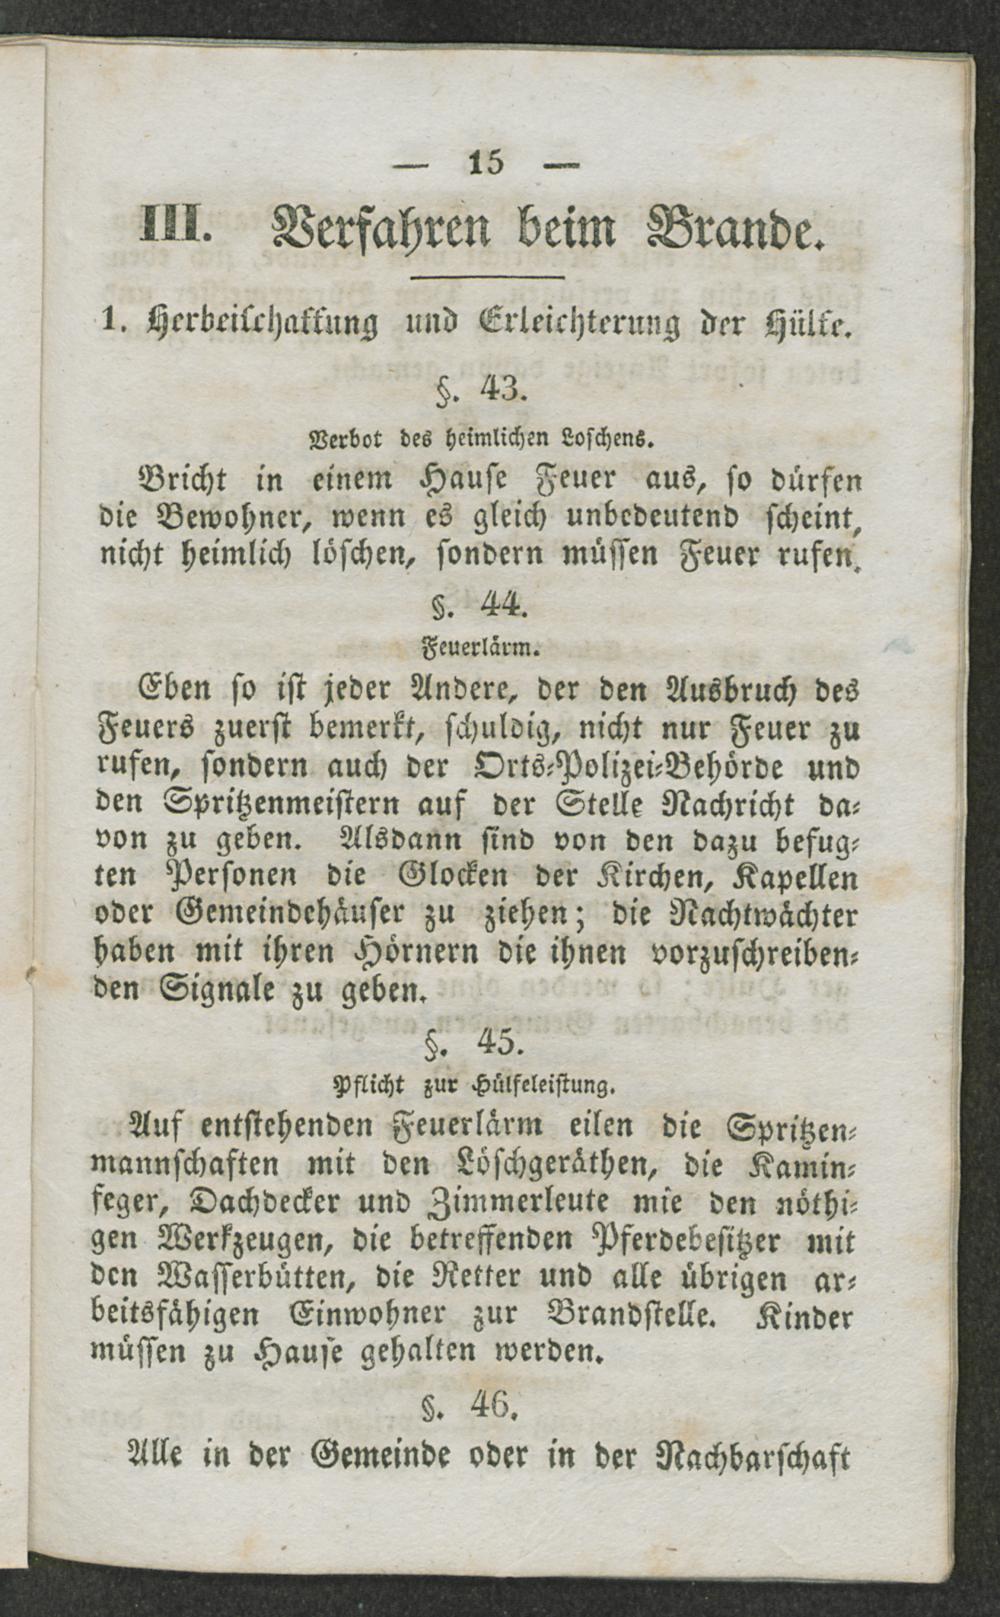 — 15 —
III. Verfahren beim Brande.
1. Herbeischaffung und Erleichterung der Hülfe.
§. 43.
Verbot des heimlichen Loschens.
Bricht in einem Hause Feuer aus, so dürfen
die Bewohner, wenn es gleich unbedeutend scheint,
nicht heimlich löschen, sondern müssen Feuer rufen.
§. 44.
Feuerlärm.
Eben so ist jeder Andere, der den Ausbruch des
Feuers zuerst bemerkt, schuldig, nicht nur Feuer zu
rufen, sondern auch der Orts-Polizei-Behörde und
den Spritzenmeistern auf der Stelle Nachricht da-
von zu geben. Alsdann sind von den dazu befug-
ten Personen die Glocken der Kirchen, Kapellen
oder Gemeindehäuser zu ziehen; die Nachtwächter
haben mit ihren Hörnern die ihnen vorzuschreiben-
den Signale zu geben.
§. 45.
Pflicht zur Hülfeleistung.
Auf entstehenden Feuerlärm eilen die Spritzen-
mannschaften mit den Löschgeräthen, die Kamin-
feger, Dachdecker und Zimmerleute mie den nöthi-
gen Werkzeugen, die betreffenden Pferdebesitzer mit
den Wasserbütten, die Retter und alle übrigen ar-
beitsfähigen Einwohner zur Brandstelle. Kinder
müssen zu Hause gehalten werden.
§. 46.
Alle in der Gemeinde oder in der Nachbarschaft